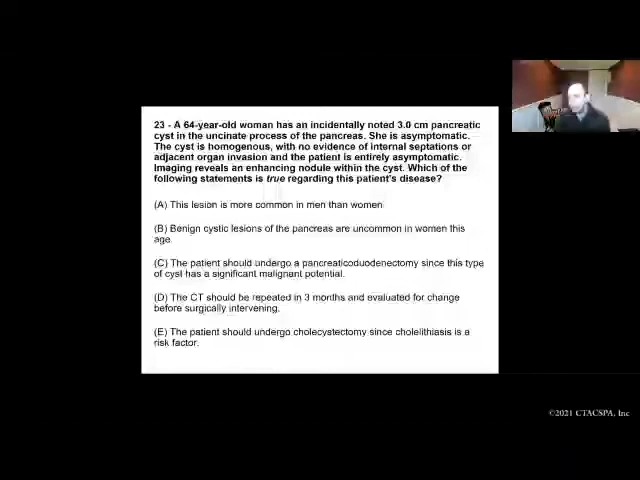 23 - A 64-year-old woman has an incidentally noted 3.0 cm pancreatic
cyst in the uncinate process of the pancreas. She is asymptomatic.
The cyst is homogenous, with no evidence of internal septations or
adjacent organ invasion and the patient is entirely asymptomatic.
Imaging reveals an enhancing nodule within the cyst. Which of the
following statements is true regarding this patient's disease?
(A) This lesion is more common in men than women
(B) Benign cystic lesions of the pancreas are uncommon in women this
age.
(C) The patient should undergo a pancreaticoduodenectomy since this type
of cyst has a significant malignant potential.
(D) The CT should be repeated in 3 months and evaluated for change
before surgically intervening.
(E) The patient should undergo cholecystectomy since cholelithiasis is a
risk factor.
©2021 CTACSPA, Inc